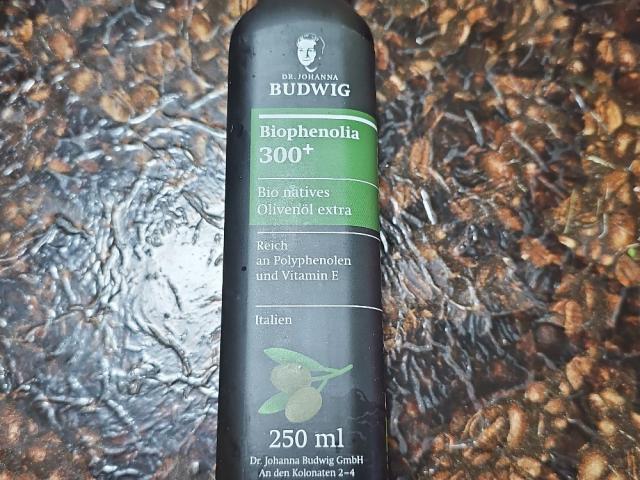 DR. JOHANNA
BUDWIG
Biophenolia
300+
Bio natives
Olivenöl extra
Reich
an Polyphenolen
und Vitamin E
Italien
250 ml
Dr. Johanna Budwig GmbH
An den Kolonaten 2–4